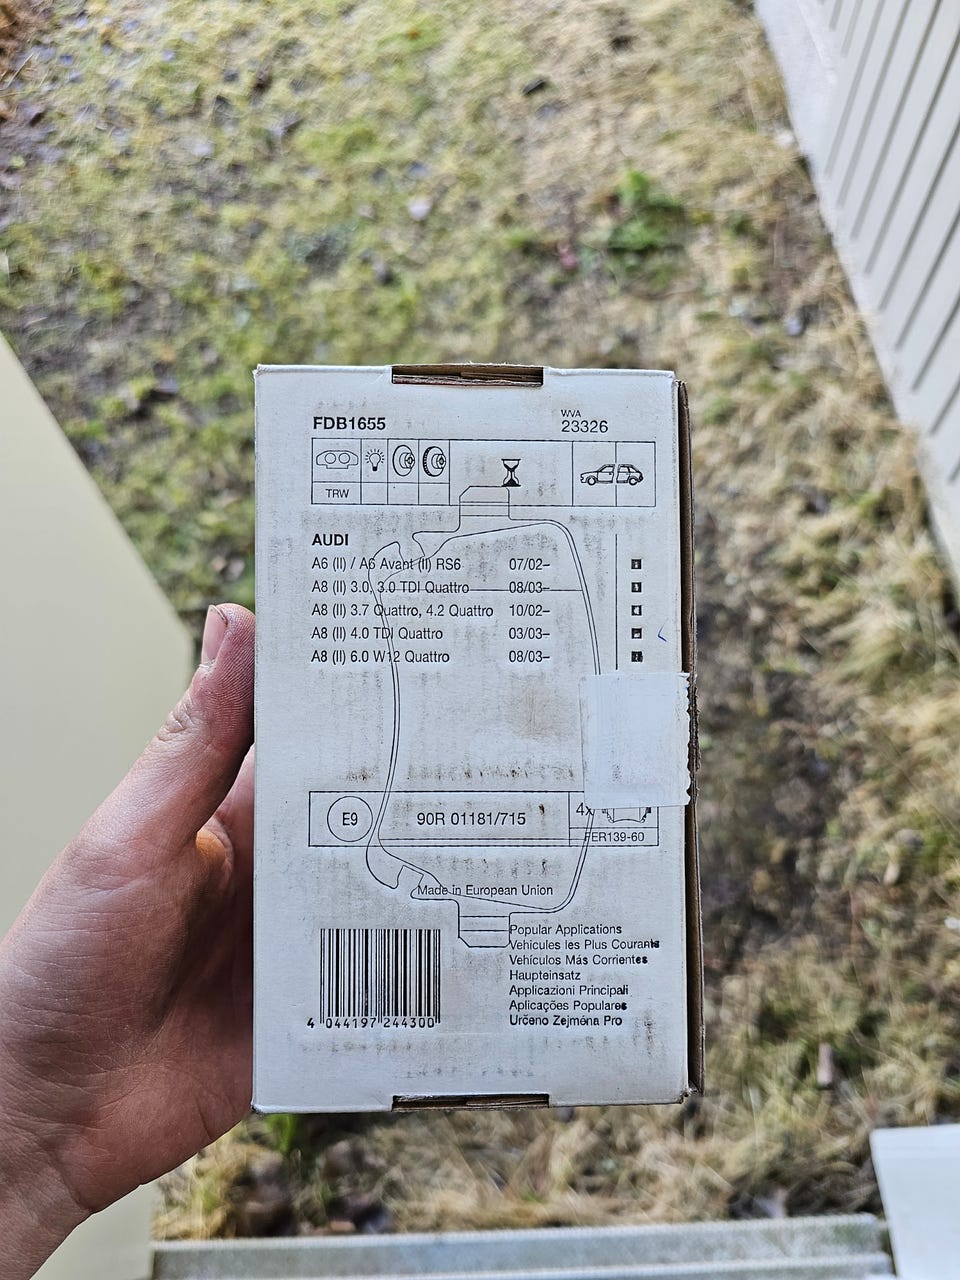 FDB1655
WVA
23326
TRW
AUDI
A6 (II) / A6 Avant (II) RS6 07/02–
A8 (II) 3.0, 3.0 TDI Quattro 08/03–
A8 (II) 3.7 Quattro, 4.2 Quattro 10/02–
A8 (II) 4.0 TDI Quattro 03/03–
A8 (II) 6.0 W12 Quattro 08/03–
E9 90R 01181/715 4x
FER139-60
Made in European Union
Popular Applications
Vehicules les Plus Courants
Vehículos Más Corrientes
Haupteinsatz
Applicazioni Principali
Aplicações Populares
Určeno Zejména Pro
4 044197 244300